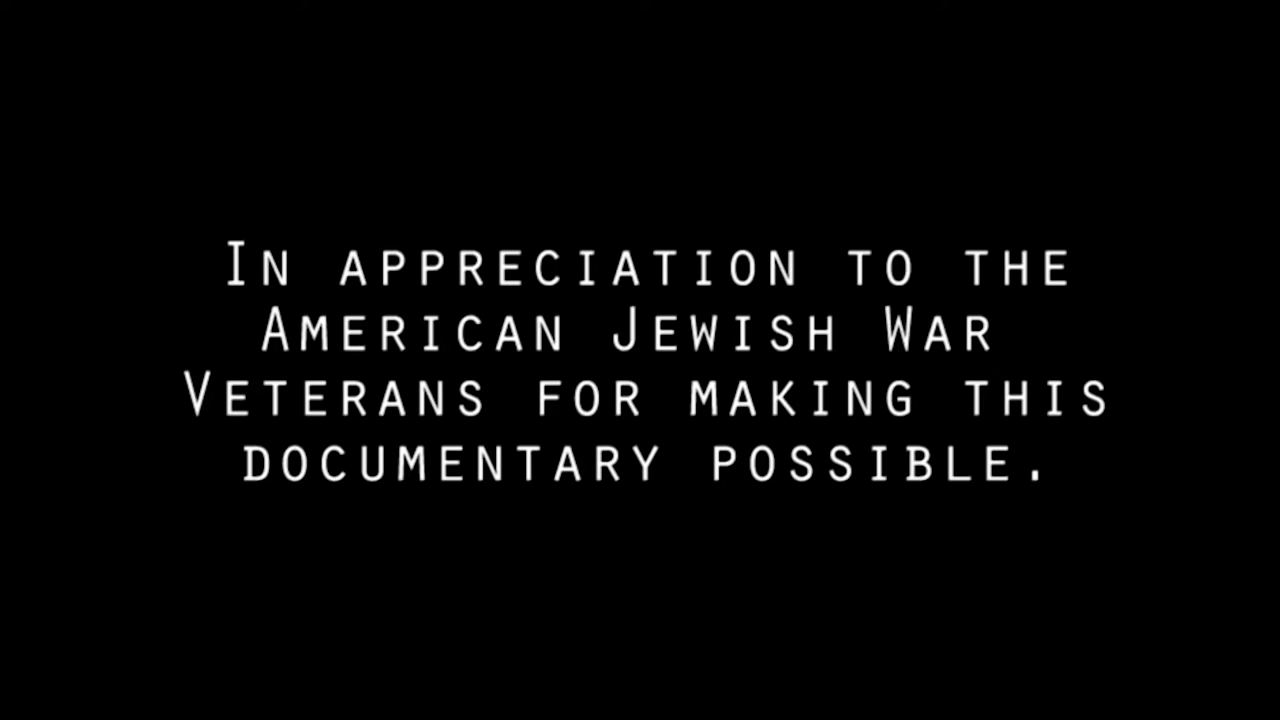 In appreciation to the
American Jewish War
Veterans for making this
documentary possible.